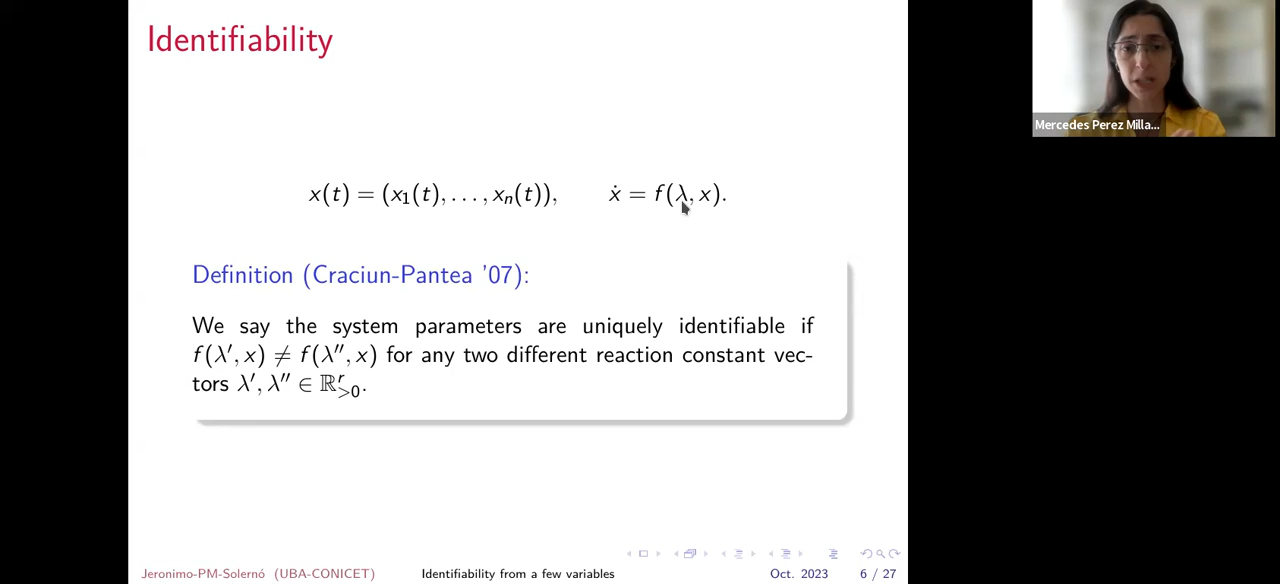 Identifiability
x(t) = (x₁(t), . . . , xₙ(t)), ẋ = f(λ, x).
Definition (Craciun-Pantea '07):
We say the system parameters are uniquely identifiable if
f(λ′, x) ≠ f(λ″, x) for any two different reaction constant vec-
tors λ′, λ″ ∈ ℝʳ>0.
Mercedes Perez Milla...
Jeronimo-PM-Solernó (UBA-CONICET) Identifiability from a few variables Oct. 2023 6 / 27